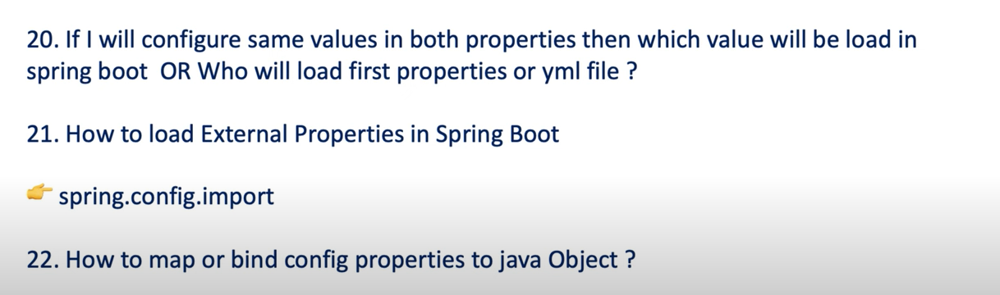 20. If I will configure same values in both properties then which value will be load in
spring boot  OR Who will load first properties or yml file ?
21. How to load External Properties in Spring Boot
👉 spring.config.import
22. How to map or bind config properties to java Object ?